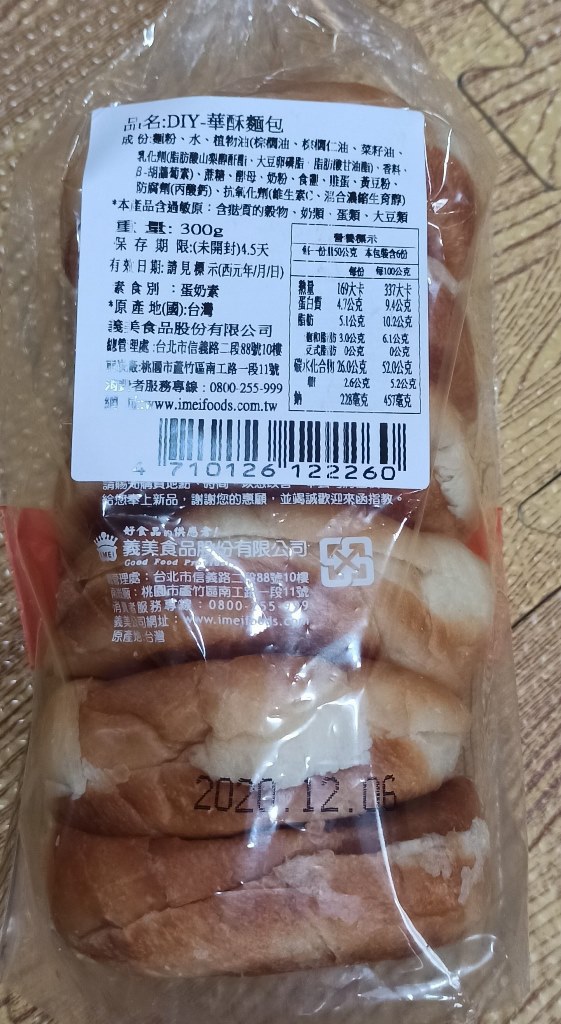 品名:DIY-華酥麵包
成份:麵粉、水、植物油(棕櫚油、棕櫚仁油、菜籽油、
乳化劑(脂肪酸山梨醇酐酯、大豆卵磷脂、脂肪酸甘油酯)、香料、
B-胡蘿蔔素)、蔗糖、酵母、奶粉、食鹽、雞蛋、黃豆粉、
防腐劑(丙酸鈣)、抗氧化劑(維生素C、混合濃縮生育醇)
*本產品含過敏原：含麩質的穀物、奶類、蛋類、大豆類
重 量: 300g
保 存 期 限:(未開封)4.5天
有效日期:請見標示(西元年/月/日)
素 食 別 ：蛋奶素
*原產地(國):台灣
義美食品股份有限公司
總管理處:台北市信義路二段88號10樓
:桃園市蘆竹區南工路一段11號
消費者服務專線：0800-255-999
網 www.imeifoods.com.tw
營養標示
每一份量50公克 本包裝含6份
每份 每100公克
熱量 169大卡 337大卡
蛋白質 4.7公克 9.4公克
脂肪 5.1公克 10.2公克
飽和脂肪 3.0公克 6.1公克
反式脂肪 0公克 0公克
碳水化合物 26.0公克 52.0公克
糖 2.6公克 5.2公克
鈉 228毫克 457毫克
4 710126 122260
給您奉上新品，謝謝您的惠顧，並竭誠歡迎來函指教。
好食品的供應者!
IMEI
義美食品股份有限公司
Good Food
管理處：台北市信義路二段88號10樓
：桃園市蘆竹區南工路一段11號
消費者服務專線：0800-255-999
義美公司網址：www.imeifoods.c
原產地:台灣
2020.12.06